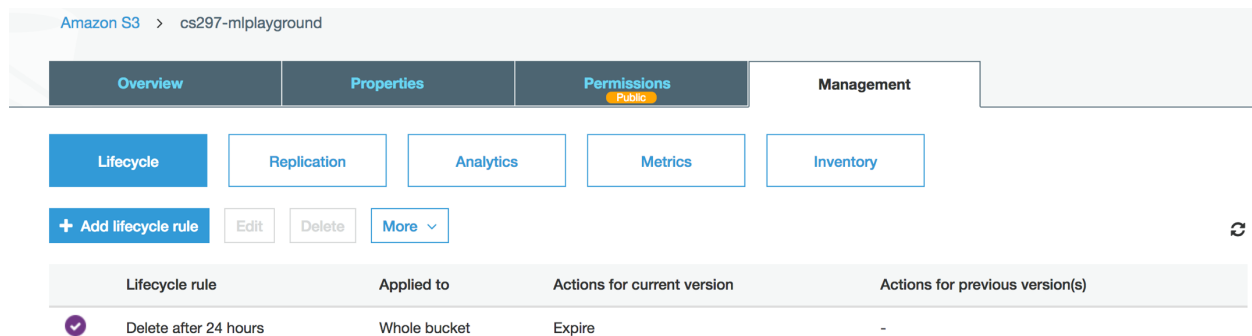 Amazon S3 > cs297-mlplayground
Overview Properties Permissions Management
Public
Lifecycle Replication Analytics Metrics Inventory
+ Add lifecycle rule Edit Delete More
Lifecycle rule Applied to Actions for current version Actions for previous version(s)
Delete after 24 hours Whole bucket Expire -